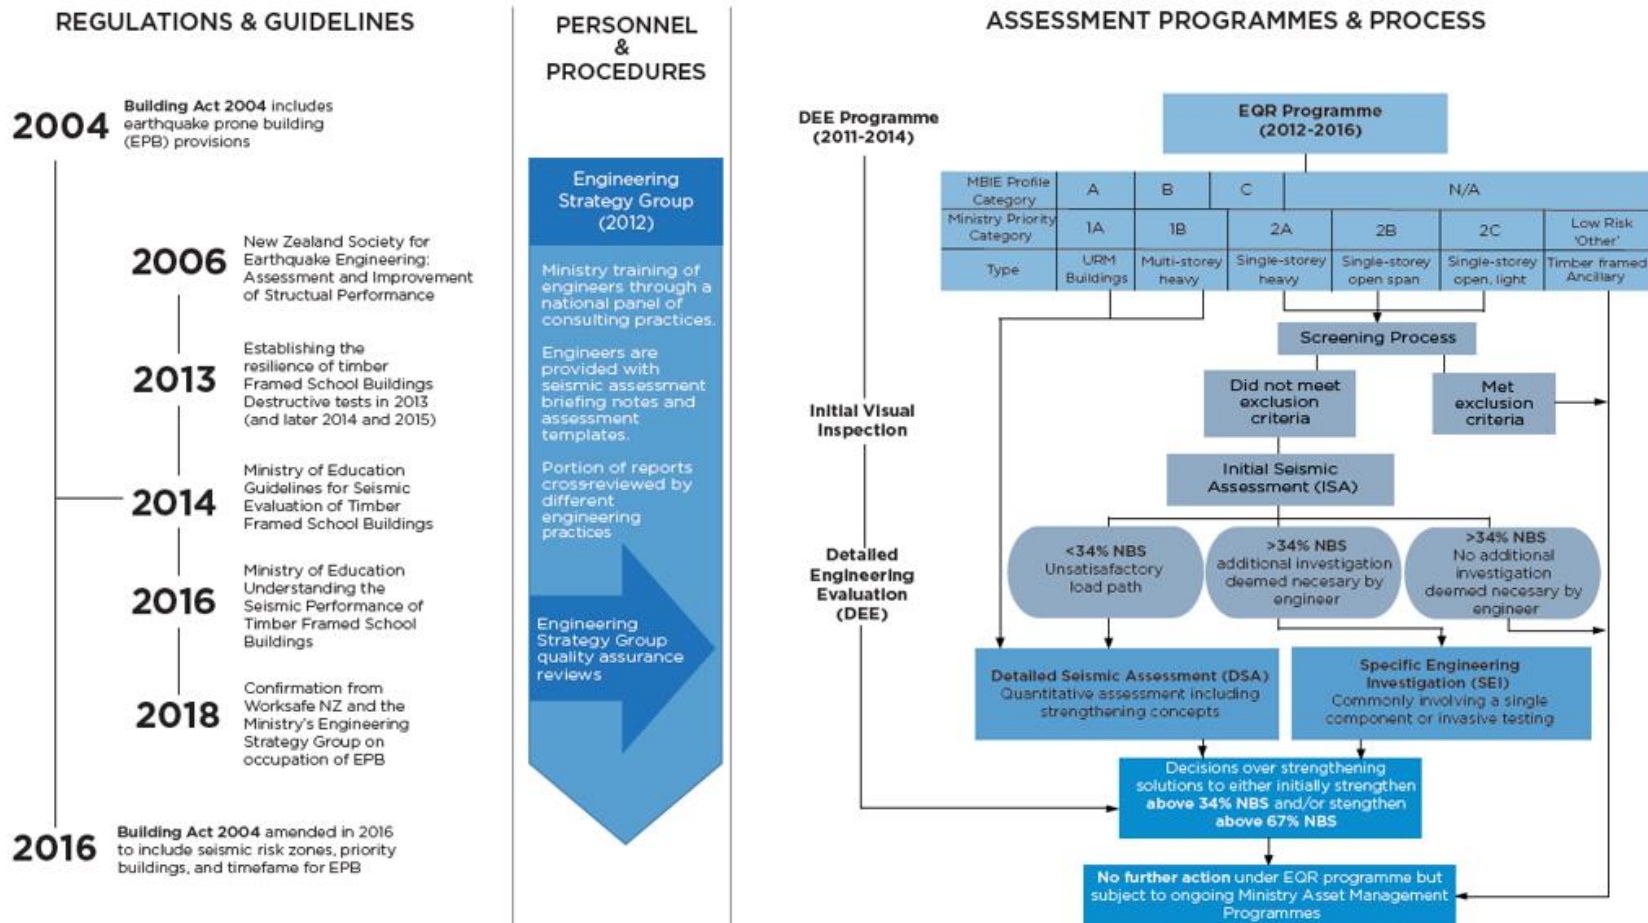 REGULATIONS & GUIDELINES
2004
Building Act 2004 includes
earthquake prone building
(EPB) provisions
2006
New Zealand Society for
Earthquake Engineering:
Assessment and Improvement
of Structual Performance
2013
Establishing the
resilience of timber
Framed School Buildings
Destructive tests in 2013
(and later 2014 and 2015)
2014
Ministry of Education
Guidelines for Seismic
Evaluation of Timber
Framed School Buildings
2016
Ministry of Education
Understanding the
Seismic Performance of
Timber Framed School
Buildings
2018
Confirmation from
Worksafe NZ and the
Ministry's Engineering
Strategy Group on
occupation of EPB
2016
Building Act 2004 amended in 2016
to include seismic risk zones, priority
buildings, and timefame for EPB
PERSONNEL
&
PROCEDURES
Engineering
Strategy Group
(2012)
Ministry training of
engineers through a
national panel of
consulting practices.
Engineers are
provided with
seismic assessment
briefing notes and
assessment
templates.
Portion of reports
cross-reviewed by
different
engineering
practices
Engineering
Strategy Group
quality assurance
reviews
ASSESSMENT PROGRAMMES & PROCESS
DEE Programme
(2011-2014)
Initial Visual
Inspection
Detailed
Engineering
Evaluation
(DEE)
EQR Programme
(2012-2016)
MBIE Profile
Category
A
B
C
N/A
Ministry Priority
Category
1A
1B
2A
2B
2C
Low Risk
'Other'
Type
URM
Buildings
Multi-storey
heavy
Single-storey
heavy
Single-storey
open span
Single-storey
open, light
Timber framed
Ancillary
Screening Process
Did not meet
exclusion
criteria
Met
exclusion
criteria
Initial Seismic
Assessment (ISA)
<34% NBS
Unsatisafactory
load path
>34% NBS
additional investigation
deemed necesary by
engineer
>34% NBS
No additional
investigation
deemed necesary by
engineer
Detailed Seismic Assessment (DSA)
Quantitative assessment including
strengthening concepts
Specific Engineering
Investigation (SEI)
Commonly involving a single
component or invasive testing
Decisions over strengthening
solutions to either initially strengthen
above 34% NBS and/or stengthen
above 67% NBS
No further action under EQR programme but
subject to ongoing Ministry Asset Management
Programmes